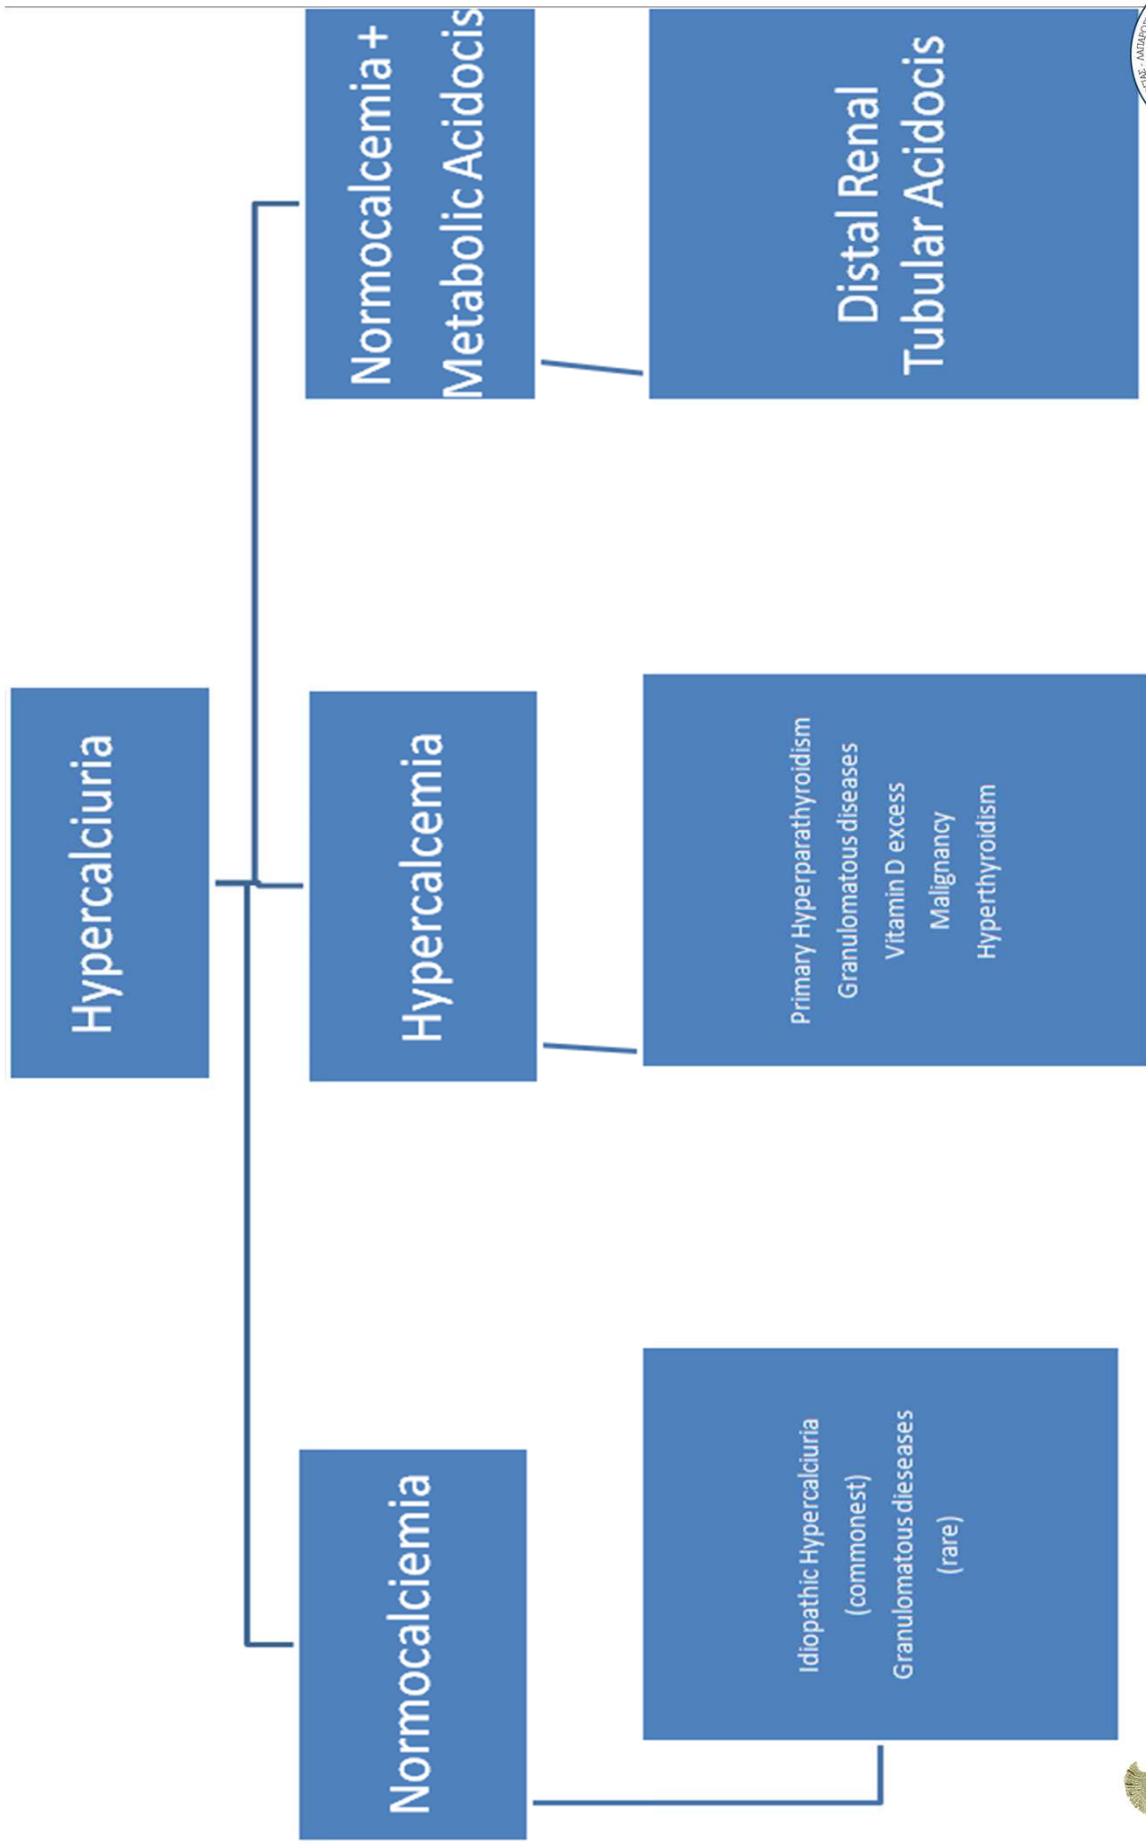 Hypercalciuria
Normocalciemia
Hypercalcemia
Normocalcemia +
Metabolic Acidocis
Idiopathic Hypercalciuria
(commonest)
Granulomatous dieseases
(rare)
Primary Hyperparathyroidism
Granulomatous diseases
Vitamin D excess
Malignancy
Hyperthyroidism
Distal Renal
Tubular Acidocis